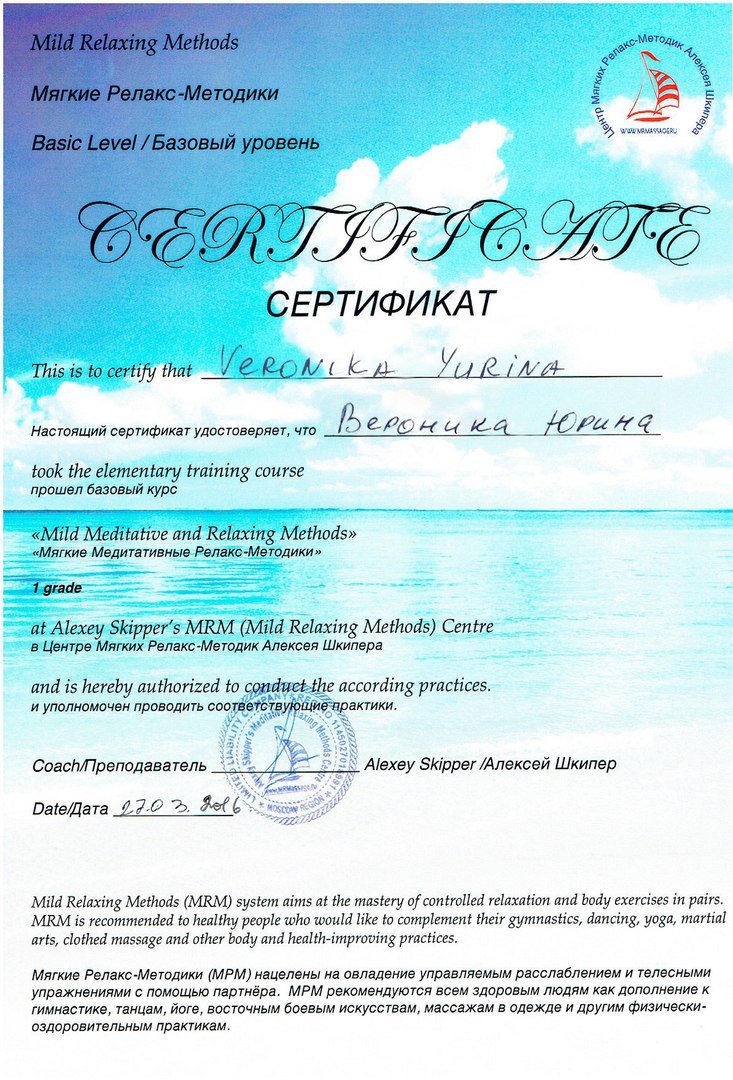 Mild Relaxing Methods
Мягкие Релакс-Методики
Basic Level / Базовый уровень
Центр Мягких Релакс-Методик Алексея Шкипера
WWW.MRMASSAGE.RU
CERTIFICATE
СЕРТИФИКАТ
This is to certify that VERONIKA YURINA
Настоящий сертификат удостоверяет, что Вероника Юрина
took the elementary training course
прошел базовый курс
«Mild Meditative and Relaxing Methods»
«Мягкие Медитативные Релакс-Методики»
1 grade
at Alexey Skipper's MRM (Mild Relaxing Methods) Centre
в Центре Мягких Релакс-Методик Алексея Шкипера
and is hereby authorized to conduct the according practices.
и уполномочен проводить соответствующие практики.
LIMITED LIABILITY COMPANY REGION
Alexey Skipper's Meditative Relaxing Methods Centre
WWW.MRMASSAGE.RU
MOSCOW REGION
Coach/Преподаватель Alexey Skipper /Алексей Шкипер
Date/Дата 27.03.2016
Mild Relaxing Methods (MRM) system aims at the mastery of controlled relaxation and body exercises in pairs.
MRM is recommended to healthy people who would like to complement their gymnastics, dancing, yoga, martial
arts, clothed massage and other body and health-improving practices.
Мягкие Релакс-Методики (МРМ) нацелены на овладение управляемым расслаблением и телесными
упражнениями с помощью партнёра. МРМ рекомендуются всем здоровым людям как дополнение к
гимнастике, танцам, йоге, восточным боевым искусствам, массажам в одежде и другим физически-
оздоровительным практикам.